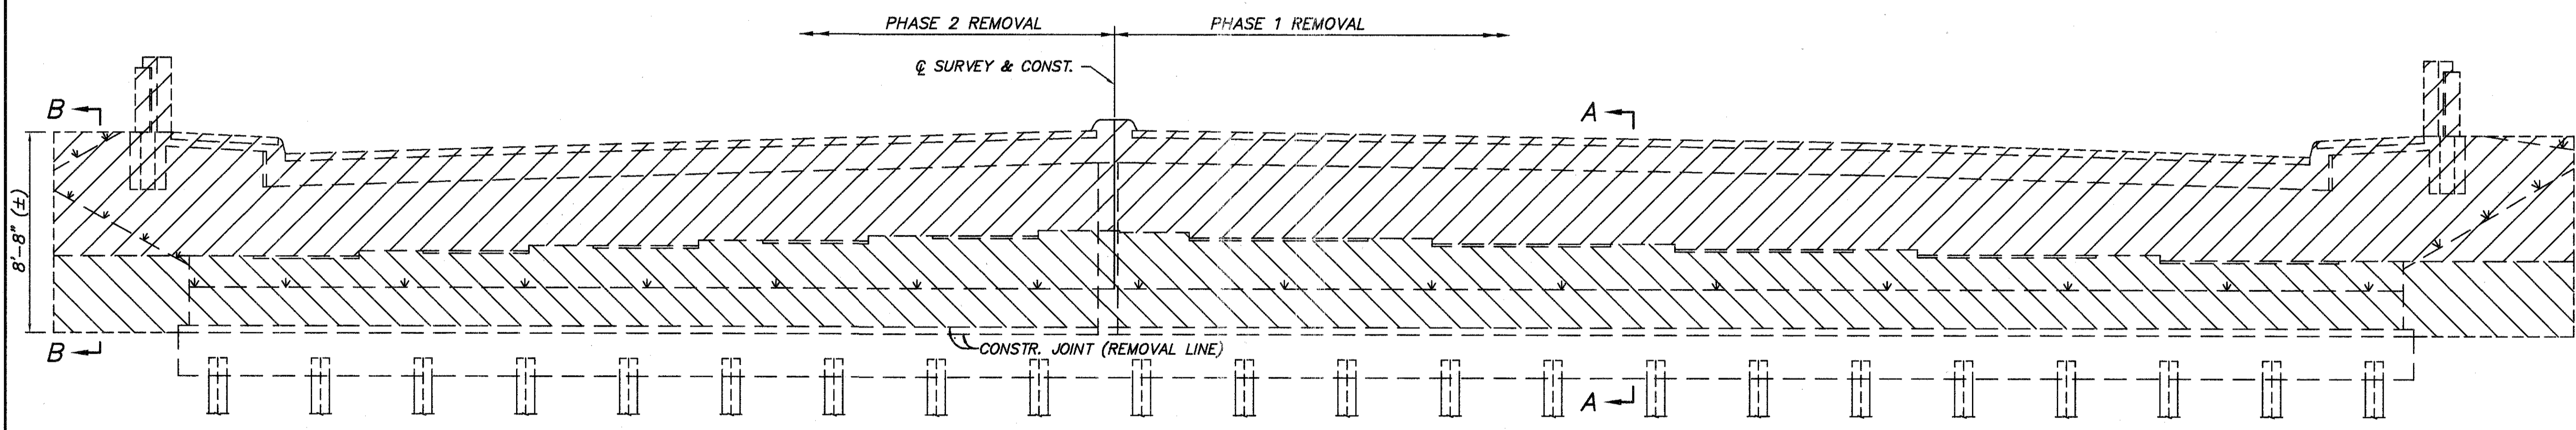 PHASE 2 REMOVAL
PHASE 1 REMOVAL
℄ SURVEY & CONST.
B
A
8'-8" (±)
B
CONSTR. JOINT (REMOVAL LINE)
A